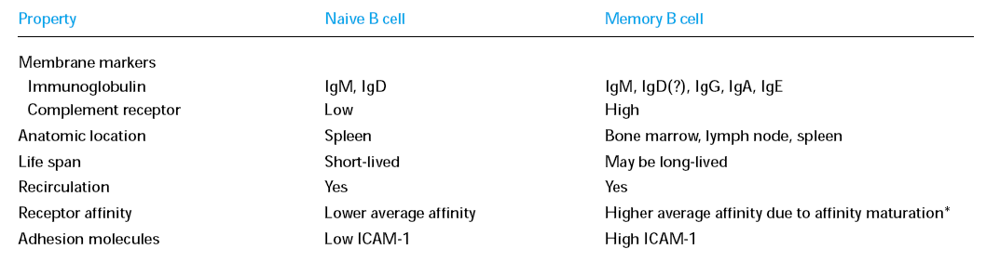 Property Naive B cell Memory B cell
Membrane markers
Immunoglobulin IgM, IgD IgM, IgD(?), IgG, IgA, IgE
Complement receptor Low High
Anatomic location Spleen Bone marrow, lymph node, spleen
Life span Short-lived May be long-lived
Recirculation Yes Yes
Receptor affinity Lower average affinity Higher average affinity due to affinity maturation*
Adhesion molecules Low ICAM-1 High ICAM-1